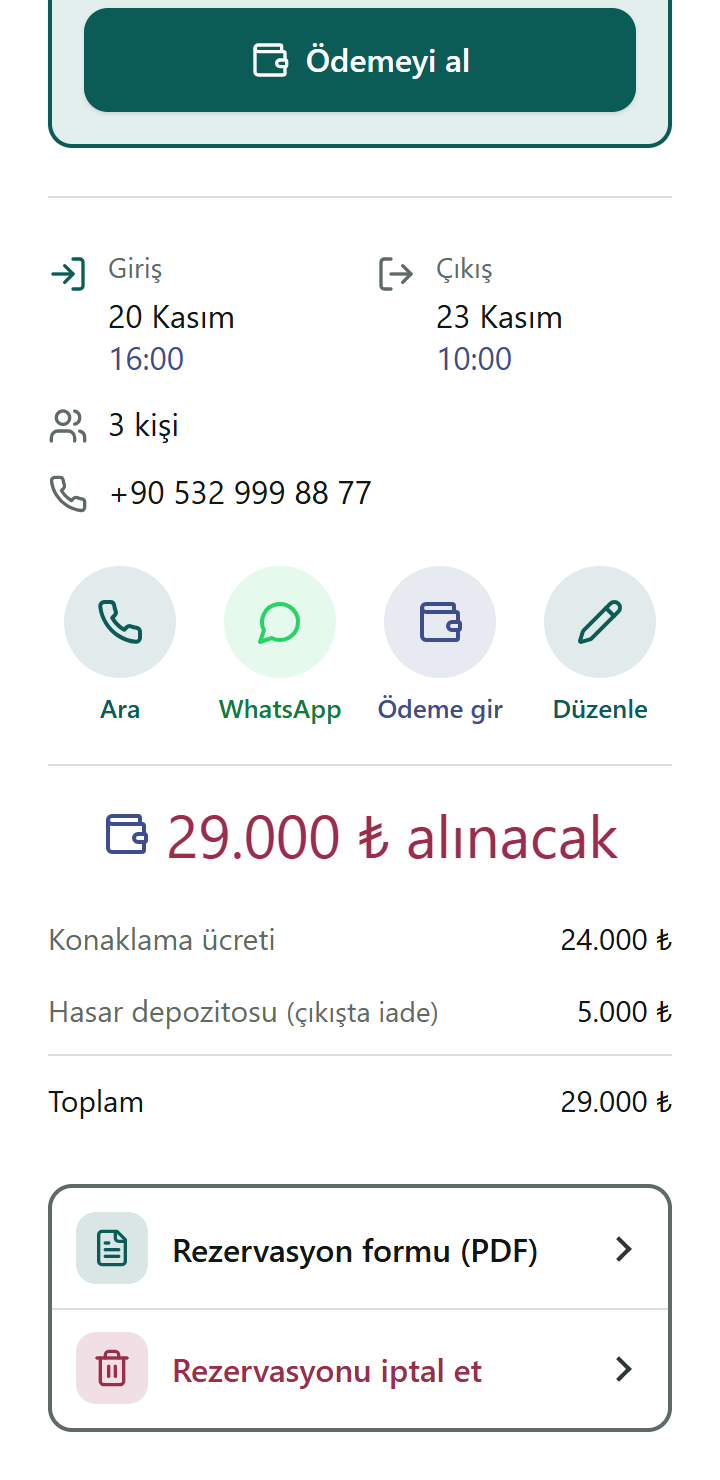 Ödemeyi al
Giriş
20 Kasım
16:00
Çıkış
23 Kasım
10:00
3 kişi
+90 532 999 88 77
Ara
WhatsApp
Ödeme gir
Düzenle
29.000 ₺ alınacak
Konaklama ücreti 24.000 ₺
Hasar depozitosu (çıkışta iade) 5.000 ₺
Toplam 29.000 ₺
Rezervasyon formu (PDF)
Rezervasyonu iptal et